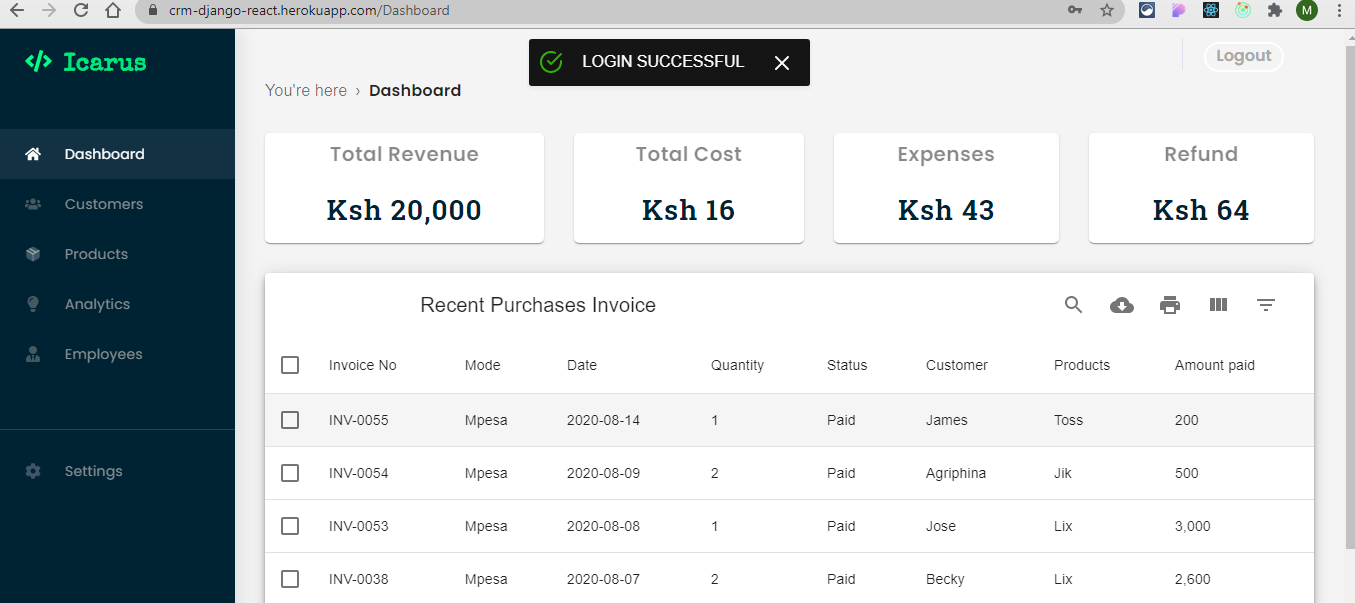 crm-django-react.herokuapp.com/Dashboard
M
</> Icarus
LOGIN SUCCESSFUL
Logout
You're here › Dashboard
Dashboard
Customers
Products
Analytics
Employees
Settings
Total Revenue
Ksh 20,000
Total Cost
Ksh 16
Expenses
Ksh 43
Refund
Ksh 64
Recent Purchases Invoice
Invoice No Mode Date Quantity Status Customer Products Amount paid
INV-0055 Mpesa 2020-08-14 1 Paid James Toss 200
INV-0054 Mpesa 2020-08-09 2 Paid Agriphina Jik 500
INV-0053 Mpesa 2020-08-08 1 Paid Jose Lix 3,000
INV-0038 Mpesa 2020-08-07 2 Paid Becky Lix 2,600